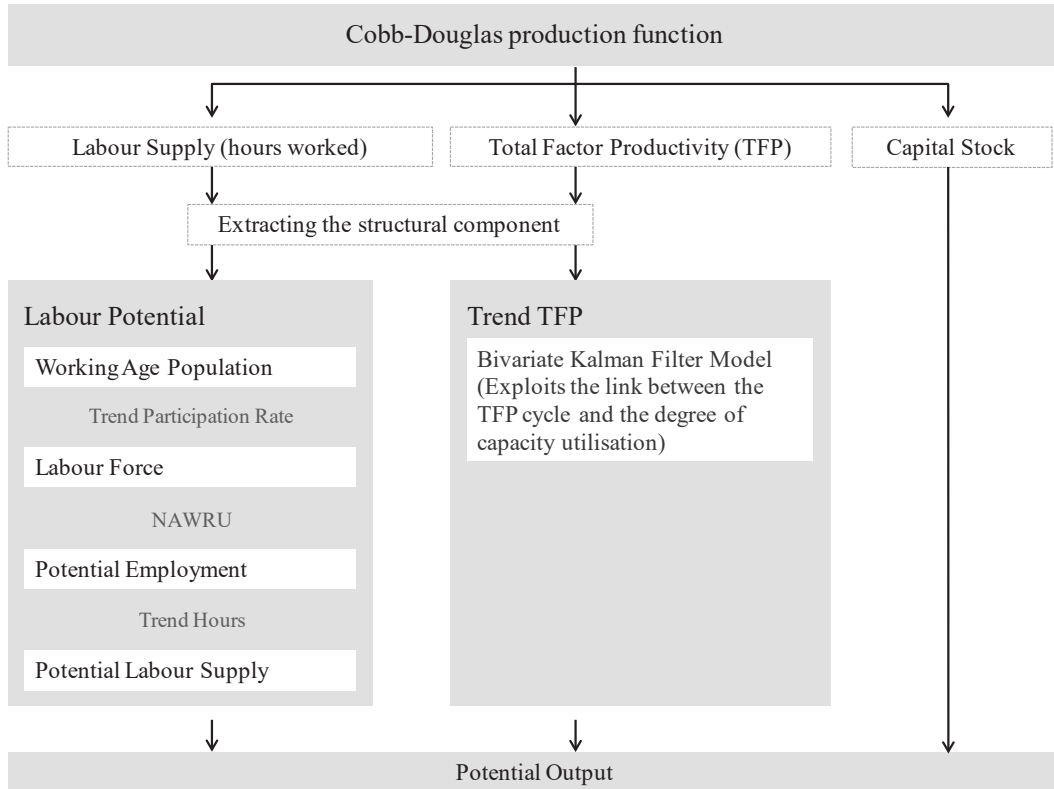 Cobb-Douglas production function
Labour Supply (hours worked)
Total Factor Productivity (TFP)
Capital Stock
Extracting the structural component
Labour Potential
Working Age Population
Trend Participation Rate
Labour Force
NAWRU
Potential Employment
Trend Hours
Potential Labour Supply
Trend TFP
Bivariate Kalman Filter Model
(Exploits the link between the
TFP cycle and the degree of
capacity utilisation)
Potential Output